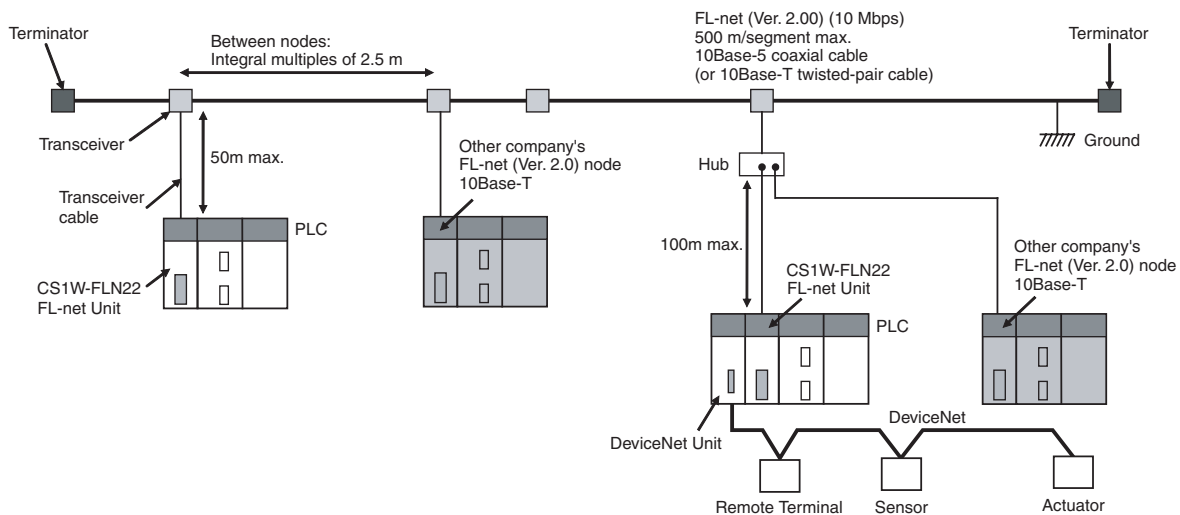 Terminator
Between nodes:
Integral multiples of 2.5 m
FL-net (Ver. 2.00) (10 Mbps)
500 m/segment max.
10Base-5 coaxial cable
(or 10Base-T twisted-pair cable)
Terminator
Transceiver
50m max.
Other company's
FL-net (Ver. 2.0) node
10Base-T
Hub
Ground
Transceiver
cable
PLC
100m max.
CS1W-FLN22
FL-net Unit
CS1W-FLN22
FL-net Unit
Other company's
FL-net (Ver. 2.0) node
10Base-T
PLC
DeviceNet Unit
DeviceNet
Remote Terminal
Sensor
Actuator